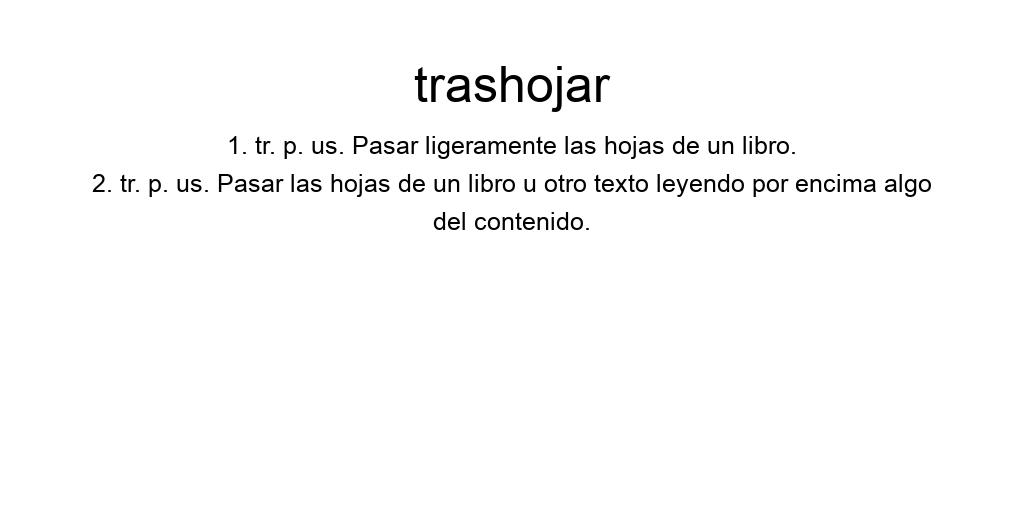 trashojar
1. tr. p. us. Pasar ligeramente las hojas de un libro.
2. tr. p. us. Pasar las hojas de un libro u otro texto leyendo por encima algo
del contenido.